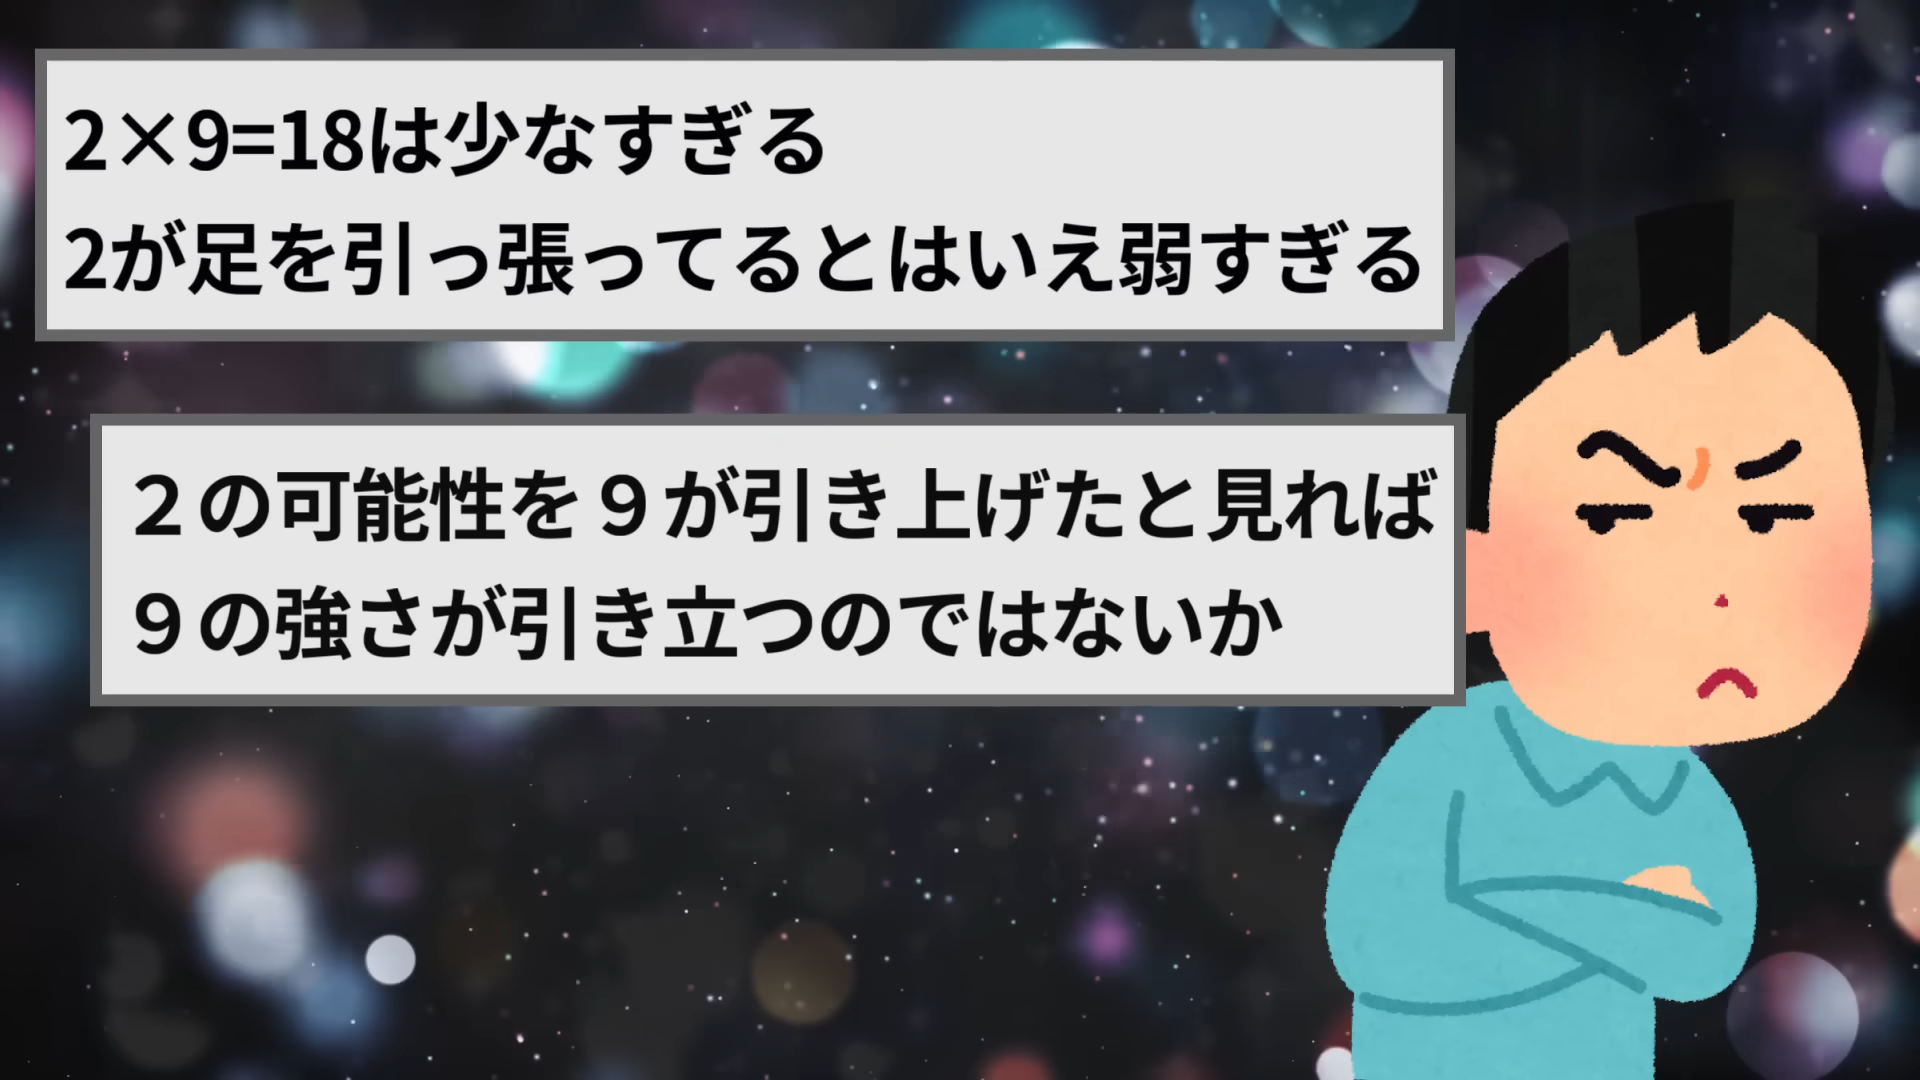 2×9=18は少なすぎる
2が足を引っ張ってるとはいえ弱すぎる
２の可能性を９が引き上げたと見れば
９の強さが引き立つのではないか